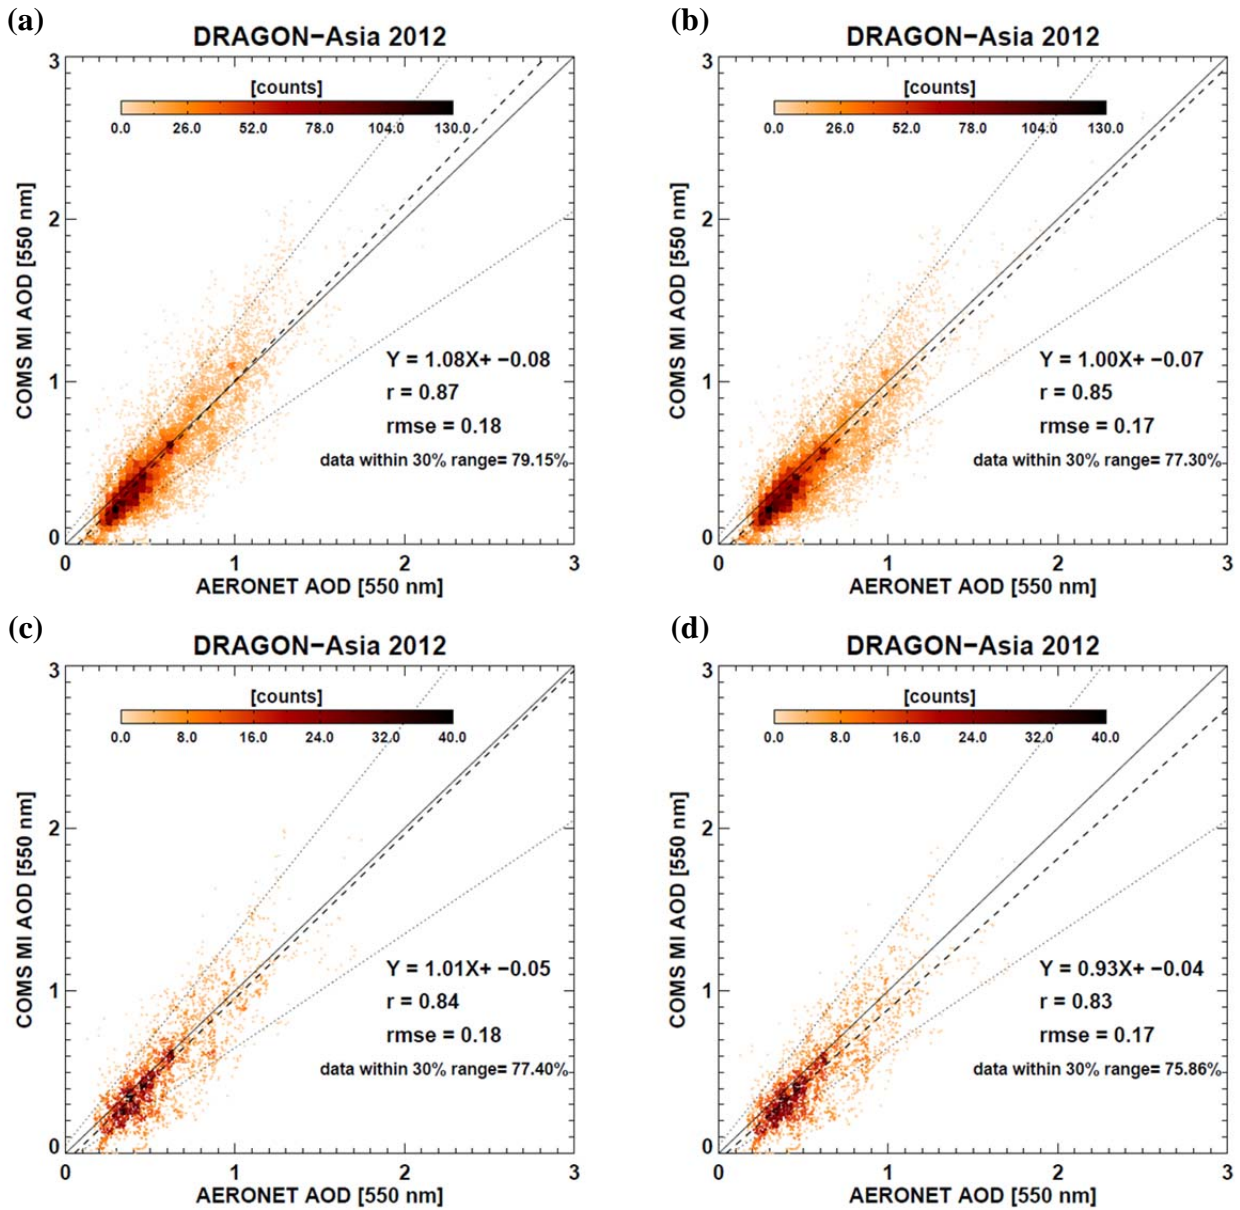 (a)
DRAGON−Asia 2012
[counts]
0.0 26.0 52.0 78.0 104.0 130.0
3
2
1
0
COMS MI AOD [550 nm]
Y = 1.08X+ −0.08
r = 0.87
rmse = 0.18
data within 30% range= 79.15%
0 1 2 3
AERONET AOD [550 nm]
(b)
DRAGON−Asia 2012
[counts]
0.0 26.0 52.0 78.0 104.0 130.0
3
2
1
0
COMS MI AOD [550 nm]
Y = 1.00X+ −0.07
r = 0.85
rmse = 0.17
data within 30% range= 77.30%
0 1 2 3
AERONET AOD [550 nm]
(c)
DRAGON−Asia 2012
[counts]
0.0 8.0 16.0 24.0 32.0 40.0
3
2
1
0
COMS MI AOD [550 nm]
Y = 1.01X+ −0.05
r = 0.84
rmse = 0.18
data within 30% range= 77.40%
0 1 2 3
AERONET AOD [550 nm]
(d)
DRAGON−Asia 2012
[counts]
0.0 8.0 16.0 24.0 32.0 40.0
3
2
1
0
COMS MI AOD [550 nm]
Y = 0.93X+ −0.04
r = 0.83
rmse = 0.17
data within 30% range= 75.86%
0 1 2 3
AERONET AOD [550 nm]